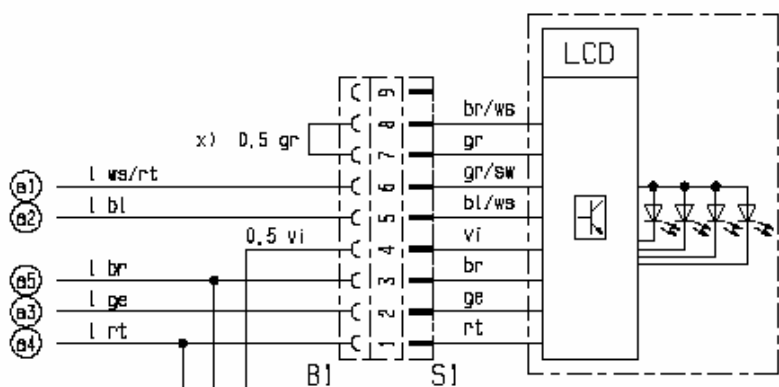 LCD
9
br/ws
x) 0,5 gr
8
gr
7
gr/sw
a1
1 ws/rt
6
bl/ws
a2
1 bl
5
vi
0,5 vi
4
br
a5
1 br
3
ge
a3
1 ge
2
rt
a4
1 rt
1
B1
S1